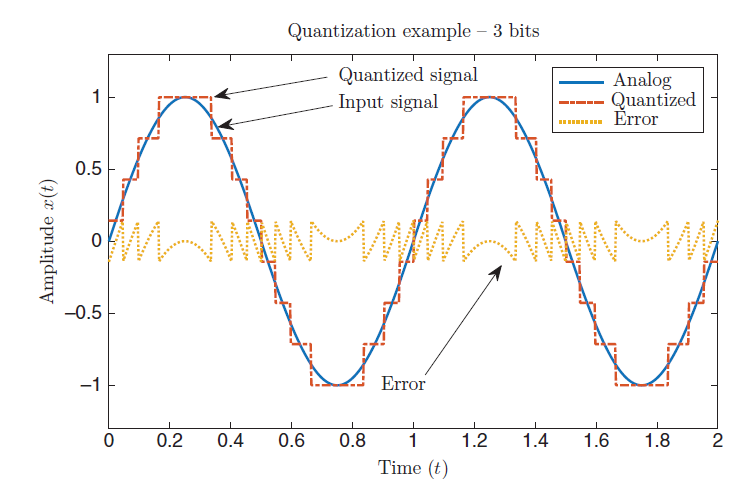 Quantization example – 3 bits
Quantized signal
Input signal
Analog
Quantized
Error
Error
Amplitude x(t)
1
0.5
0
−0.5
−1
0 0.2 0.4 0.6 0.8 1 1.2 1.4 1.6 1.8 2
Time (t)